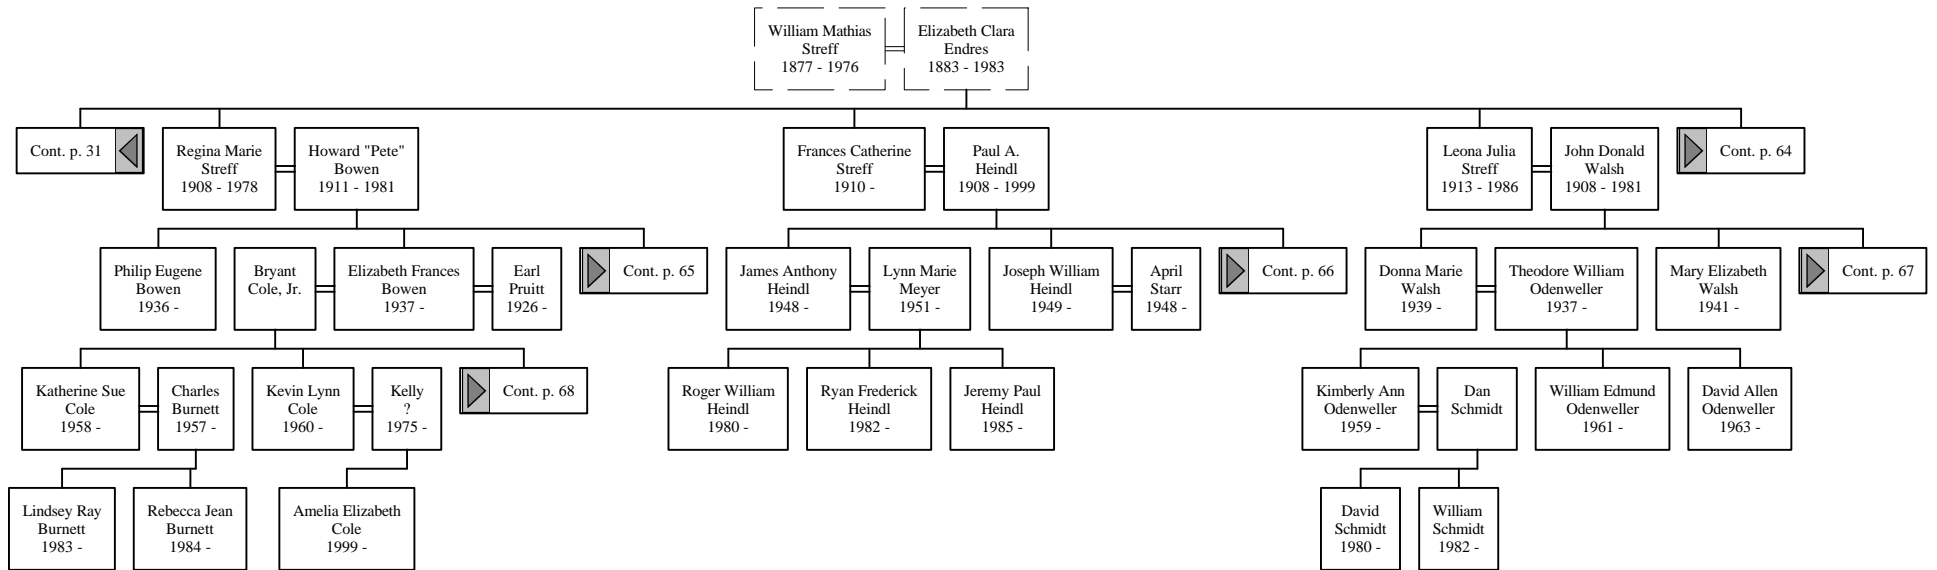 William Mathias
Streff
1877 - 1976
Elizabeth Clara
Endres
1883 - 1983
Cont. p. 31
Regina Marie
Streff
1908 - 1978
Howard "Pete"
Bowen
1911 - 1981
Frances Catherine
Streff
1910 -
Paul A.
Heindl
1908 - 1999
Leona Julia
Streff
1913 - 1986
John Donald
Walsh
1908 - 1981
Cont. p. 64
Philip Eugene
Bowen
1936 -
Bryant
Cole, Jr.
Elizabeth Frances
Bowen
1937 -
Earl
Pruitt
1926 -
Cont. p. 65
James Anthony
Heindl
1948 -
Lynn Marie
Meyer
1951 -
Joseph William
Heindl
1949 -
April
Starr
1948 -
Cont. p. 66
Donna Marie
Walsh
1939 -
Theodore William
Odenweller
1937 -
Mary Elizabeth
Walsh
1941 -
Cont. p. 67
Katherine Sue
Cole
1958 -
Charles
Burnett
1957 -
Kevin Lynn
Cole
1960 -
Kelly
?
1975 -
Cont. p. 68
Roger William
Heindl
1980 -
Ryan Frederick
Heindl
1982 -
Jeremy Paul
Heindl
1985 -
Kimberly Ann
Odenweller
1959 -
Dan
Schmidt
William Edmund
Odenweller
1961 -
David Allen
Odenweller
1963 -
Lindsey Ray
Burnett
1983 -
Rebecca Jean
Burnett
1984 -
Amelia Elizabeth
Cole
1999 -
David
Schmidt
1980 -
William
Schmidt
1982 -